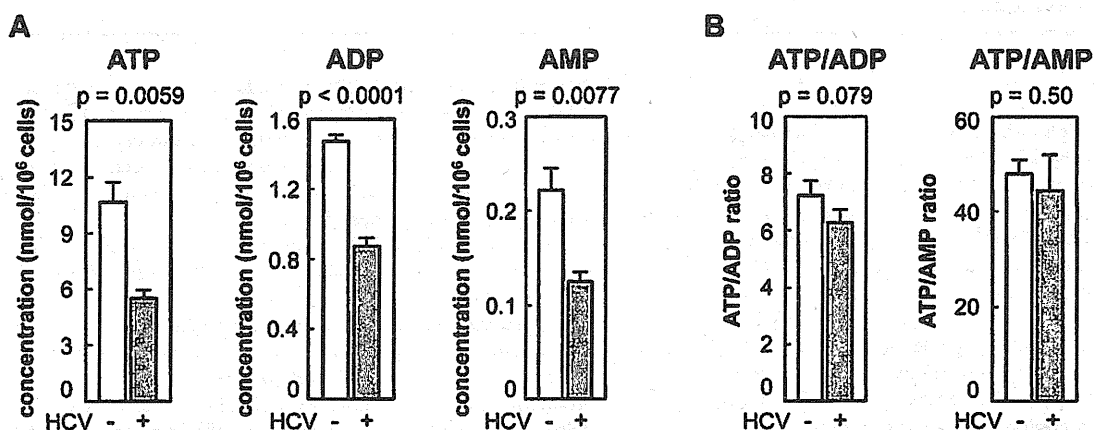 A
B
ATP
ADP
AMP
ATP/ADP
ATP/AMP
p = 0.0059
p < 0.0001
p = 0.0077
p = 0.079
p = 0.50
concentration (nmol/10⁶ cells)
15
12
9
6
3
0
HCV - +
concentration (nmol/10⁶ cells)
1.6
1.2
0.8
0.4
0
HCV - +
concentration (nmol/10⁶ cells)
0.3
0.2
0.1
0
HCV - +
ATP/ADP ratio
10
8
6
4
2
0
HCV - +
ATP/AMP ratio
60
40
20
0
HCV - +